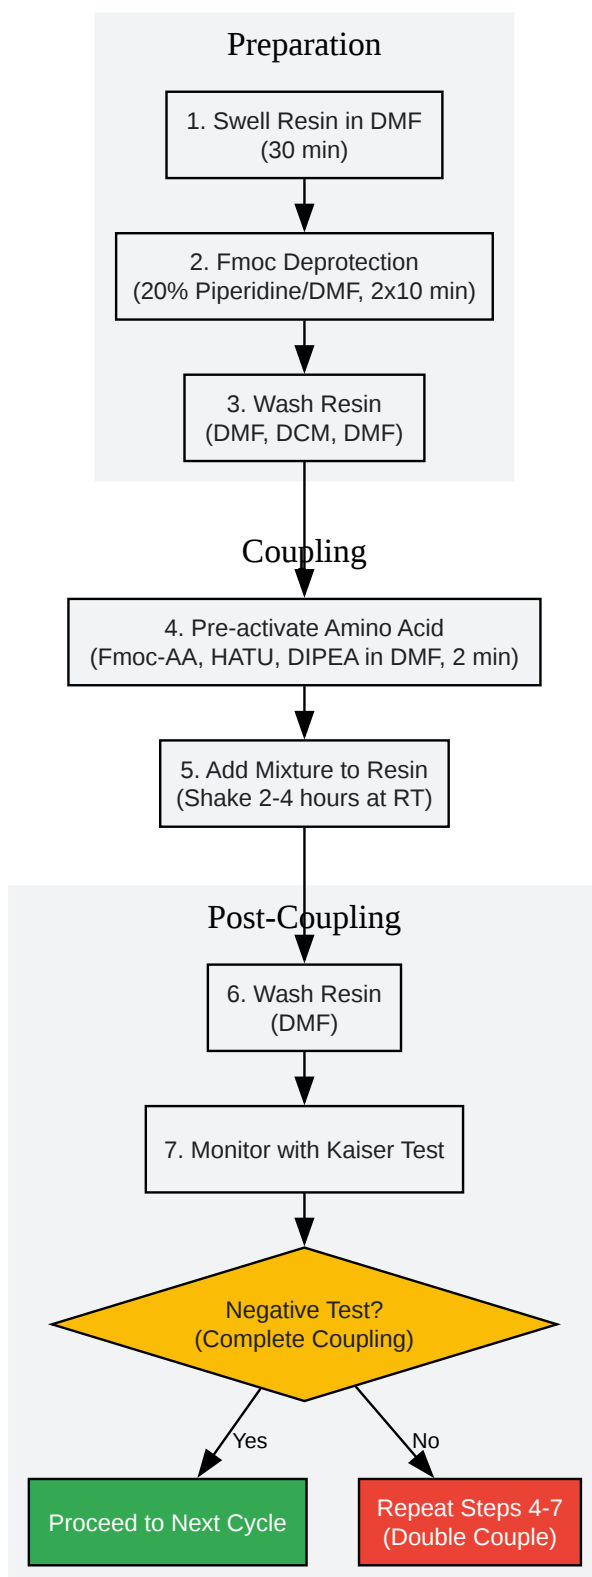 Preparation
1. Swell Resin in DMF
(30 min)
2. Fmoc Deprotection
(20% Piperidine/DMF, 2x10 min)
3. Wash Resin
(DMF, DCM, DMF)
Coupling
4. Pre-activate Amino Acid
(Fmoc-AA, HATU, DIPEA in DMF, 2 min)
5. Add Mixture to Resin
(Shake 2-4 hours at RT)
Post-Coupling
6. Wash Resin
(DMF)
7. Monitor with Kaiser Test
Negative Test?
(Complete Coupling)
Yes
No
Proceed to Next Cycle
Repeat Steps 4-7
(Double Couple)